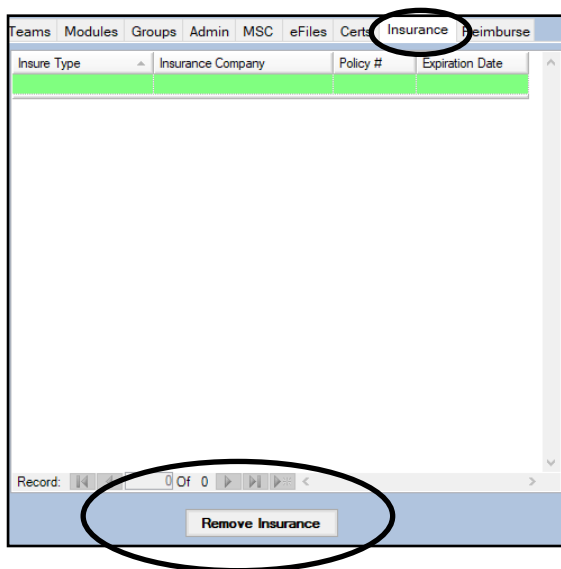 Teams Modules Groups Admin MSC eFiles Certs Insurance Reimburse
Insure Type Insurance Company Policy # Expiration Date
Record: 0 Of 0
Remove Insurance